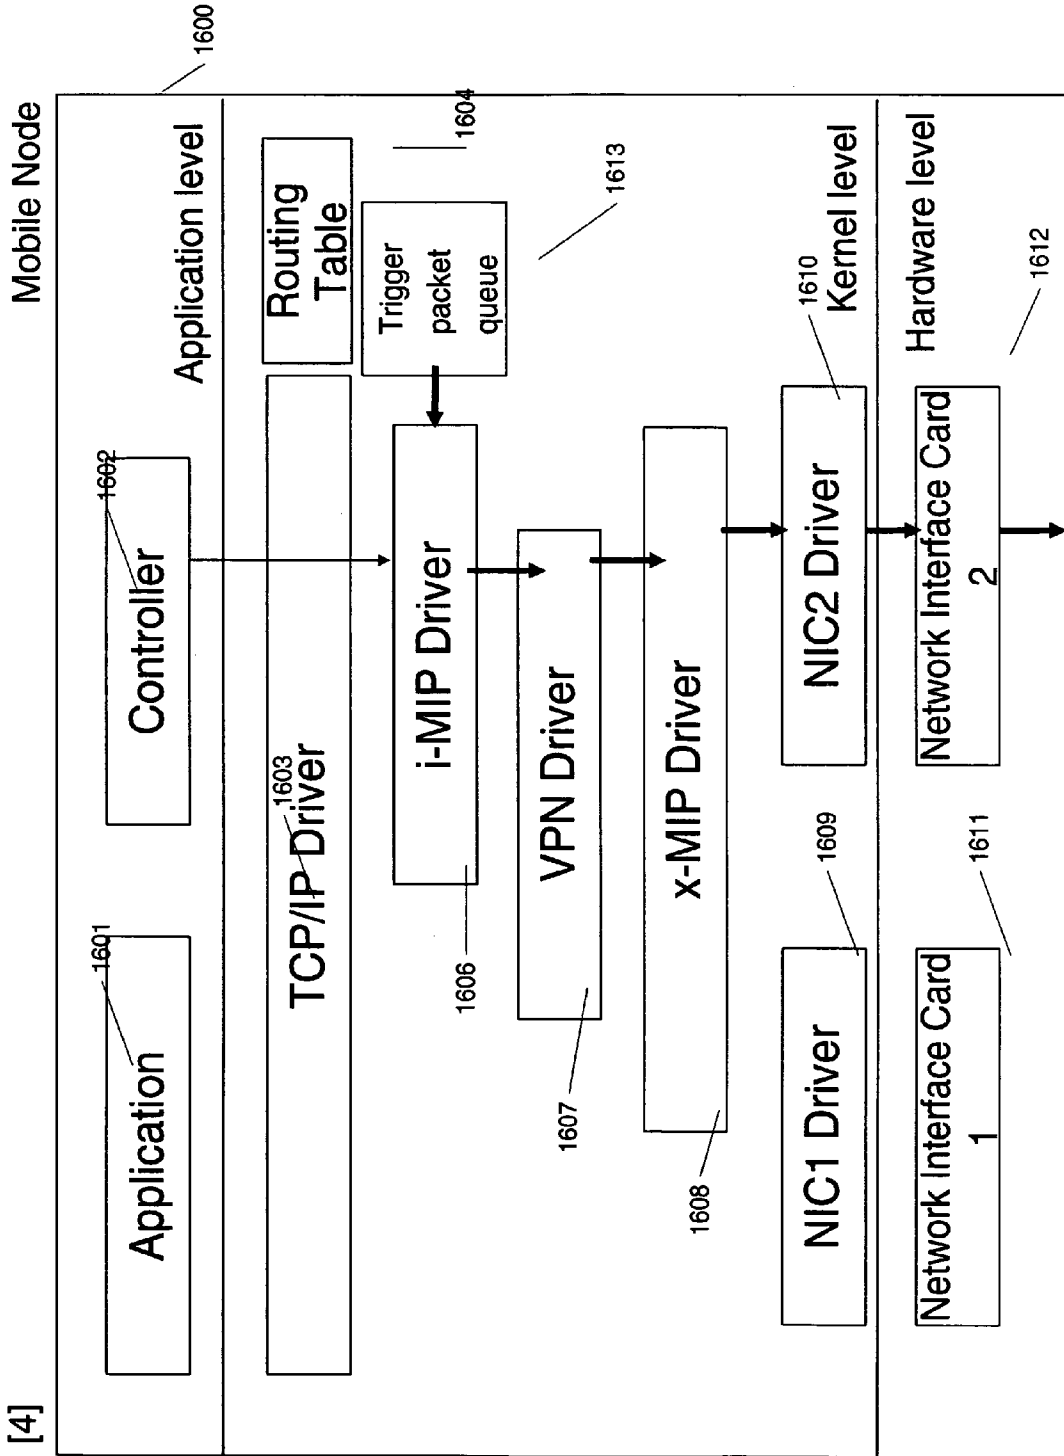 [4]
Mobile Node
1600
Application level
1601
Application
1602
Controller
1603
TCP/IP Driver
Routing
Table
1604
Trigger
packet
queue
1613
i-MIP Driver
1606
VPN Driver
1607
x-MIP Driver
1608
NIC1 Driver
1609
NIC2 Driver
1610
Kernel level
Hardware level
Network Interface Card
1
1611
Network Interface Card
2
1612